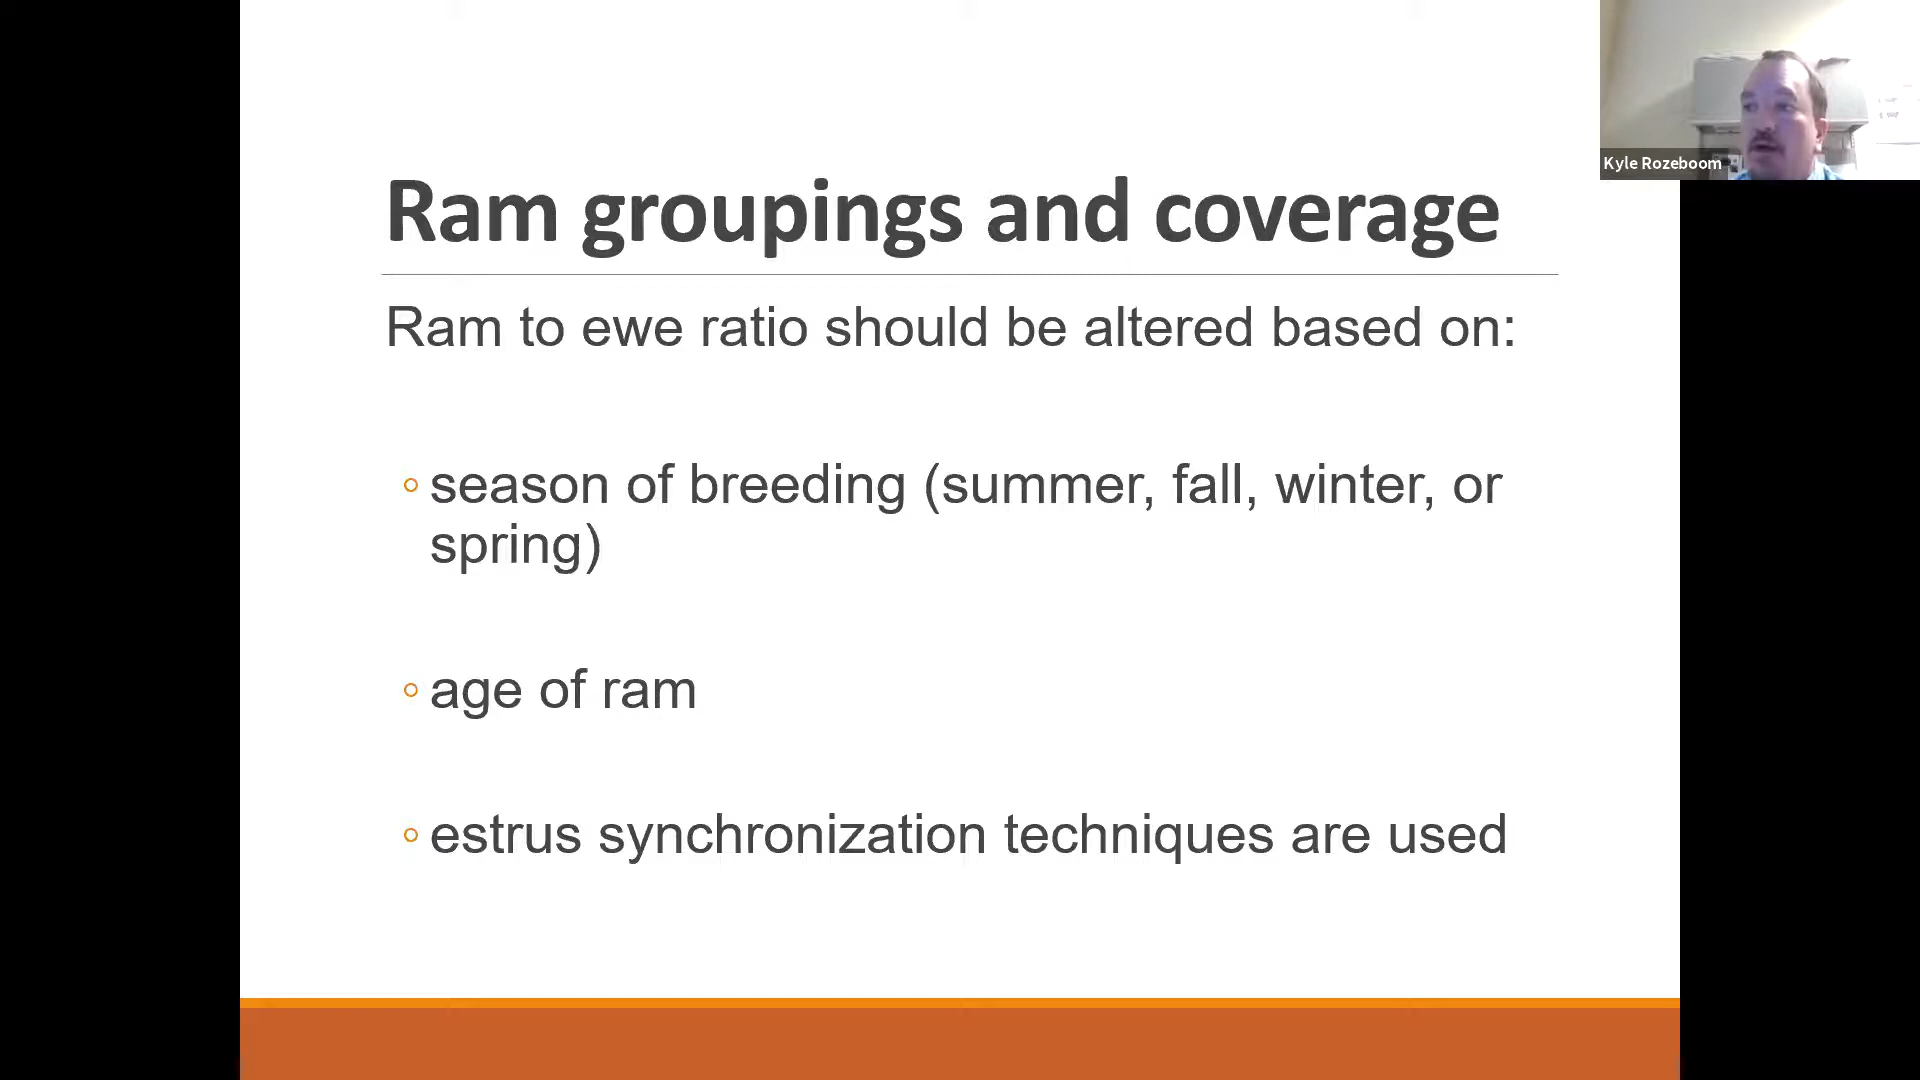 Kyle Rozeboom
Ram groupings and coverage
Ram to ewe ratio should be altered based on:
◦ season of breeding (summer, fall, winter, or
spring)
◦ age of ram
◦ estrus synchronization techniques are used